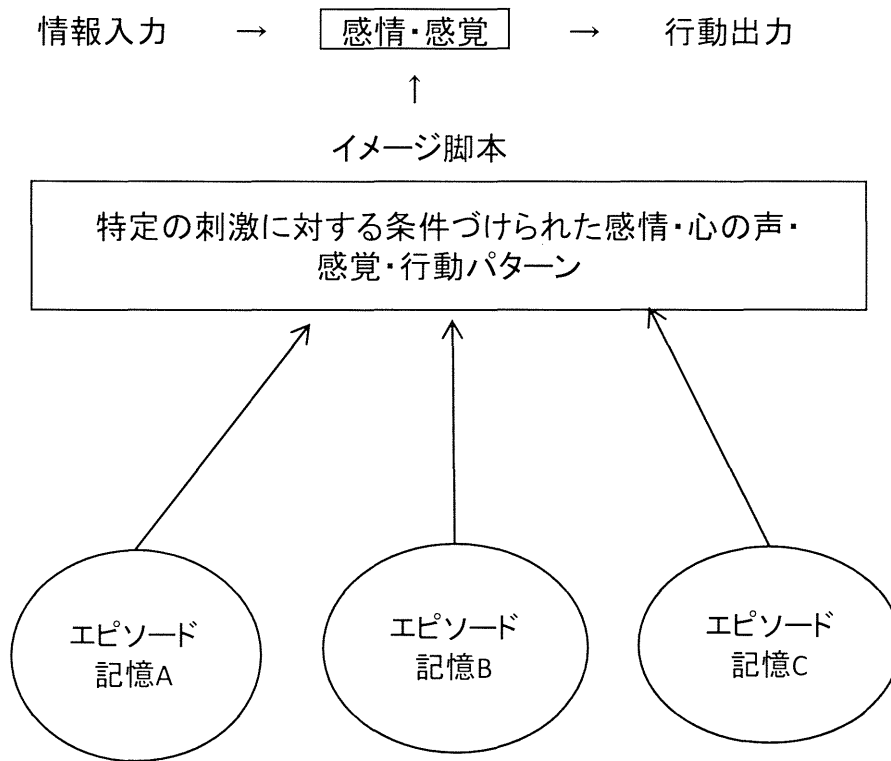 情報入力 → 感情・感覚 → 行動出力
↑
イメージ脚本
特定の刺激に対する条件づけられた感情・心の声・
感覚・行動パターン
エピソード
記憶A
エピソード
記憶B
エピソード
記憶C